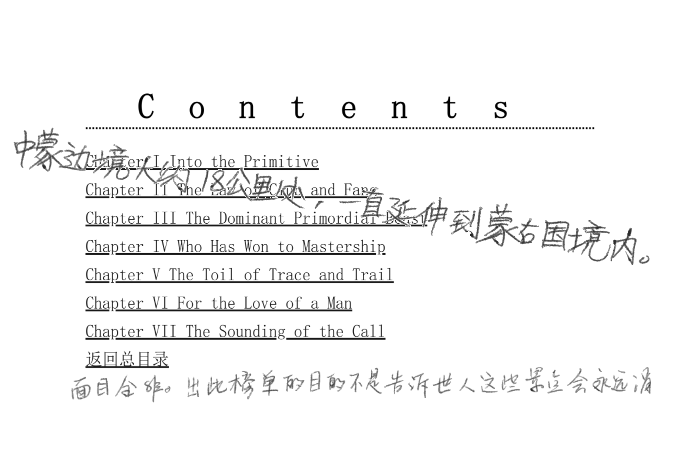 Contents
中蒙边境大约18公里处，一直延伸到蒙古国境内。
Chapter I Into the Primitive
Chapter II The Law of Club and Fang
Chapter III The Dominant Primordial Beast
Chapter IV Who Has Won to Mastership
Chapter V The Toil of Trace and Trail
Chapter VI For the Love of a Man
Chapter VII The Sounding of the Call
返回总目录
面目全非。出此榜单的目的不是告诉世人这些景点会永远消